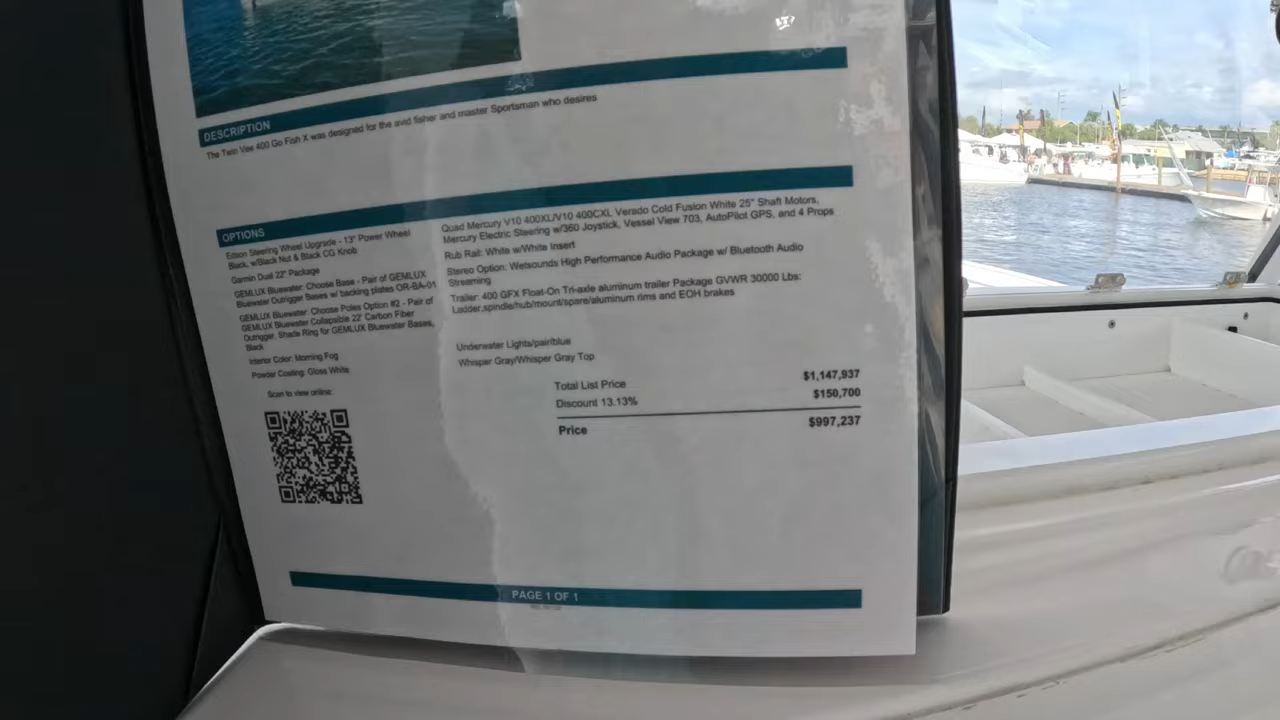 DESCRIPTION
The Twin Vee 400 Go Fish X was designed for the avid fisher and master Sportsman who desires
OPTIONS
Edson Steering Wheel Upgrade - 13" Power Wheel
Black, w/Black Nut & Black CG Knob
Garmin Dual 22" Package
GEMLUX Bluewater: Choose Base - Pair of GEMLUX
Bluewater Outrigger Bases w/ backing plates OR-BA-01
GEMLUX Bluewater: Choose Poles Option #2 - Pair of
GEMLUX Bluewater Collapsible 22' Carbon Fiber
Outrigger, Shade Ring for GEMLUX Bluewater Bases,
Black
Interior Color: Morning Fog
Powder Coating: Gloss White
Scan to view online:
Quad Mercury V10 400XL/V10 400CXL Verado Cold Fusion White 25" Shaft Motors,
Mercury Electric Steering w/360 Joystick, Vessel View 703, AutoPilot GPS, and 4 Props
Rub Rail: White w/White Insert
Stereo Option: Wetsounds High Performance Audio Package w/ Bluetooth Audio
Streaming
Trailer: 400 GFX Float-On Tri-axle aluminum trailer Package GVWR 30000 Lbs:
Ladder,spindle/hub/mount/spare/aluminum rims and EOH brakes
Underwater Lights/pair/blue
Whisper Gray/Whisper Gray Top
Total List Price $1,147,937
Discount 13.13% $150,700
Price $997,237
PAGE 1 OF 1